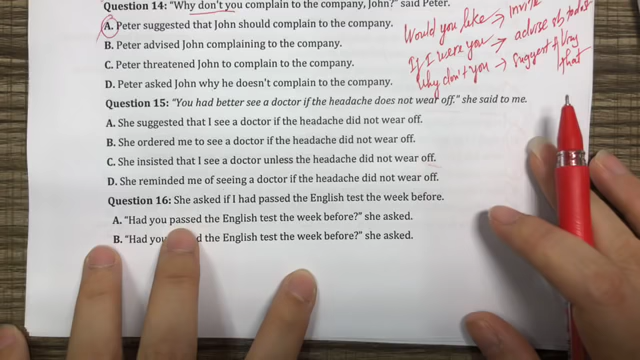 Question 14: "Why don't you complain to the company, John?" said Peter.
A. Peter suggested that John should complain to the company.
B. Peter advised John complaining to the company.
C. Peter threatened John to complain to the company.
D. Peter asked John why he doesn't complain to the company.
Would you like → invite
If I were you → advise sb to do st
Why don't you → suggest + Ving
that
Question 15: "You had better see a doctor if the headache does not wear off." she said to me.
A. She suggested that I see a doctor if the headache did not wear off.
B. She ordered me to see a doctor if the headache did not wear off.
C. She insisted that I see a doctor unless the headache did not wear off.
D. She reminded me of seeing a doctor if the headache did not wear off.
Question 16: She asked if I had passed the English test the week before.
A. "Had you passed the English test the week before?" she asked.
B. "Had you d the English test the week before?" she asked.